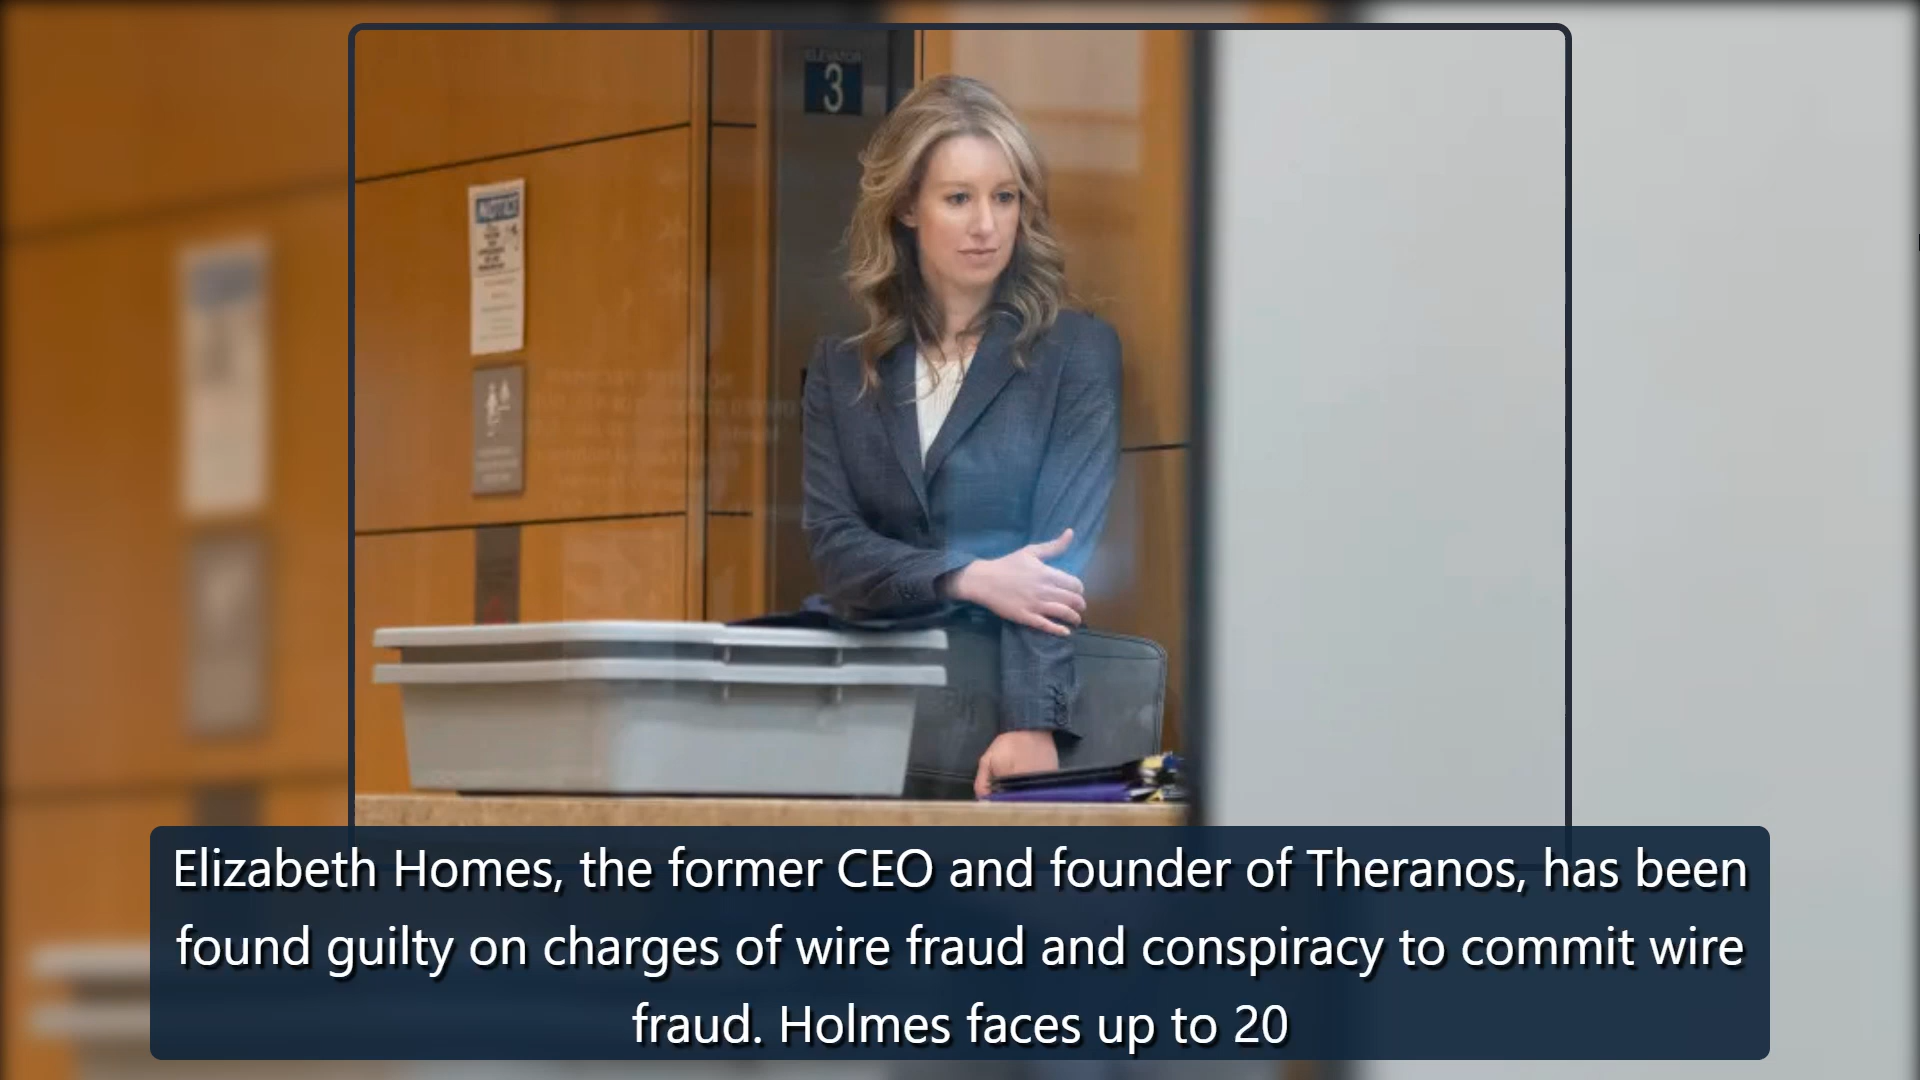 ELEVATOR
3
Elizabeth Homes, the former CEO and founder of Theranos, has been
found guilty on charges of wire fraud and conspiracy to commit wire
fraud. Holmes faces up to 20